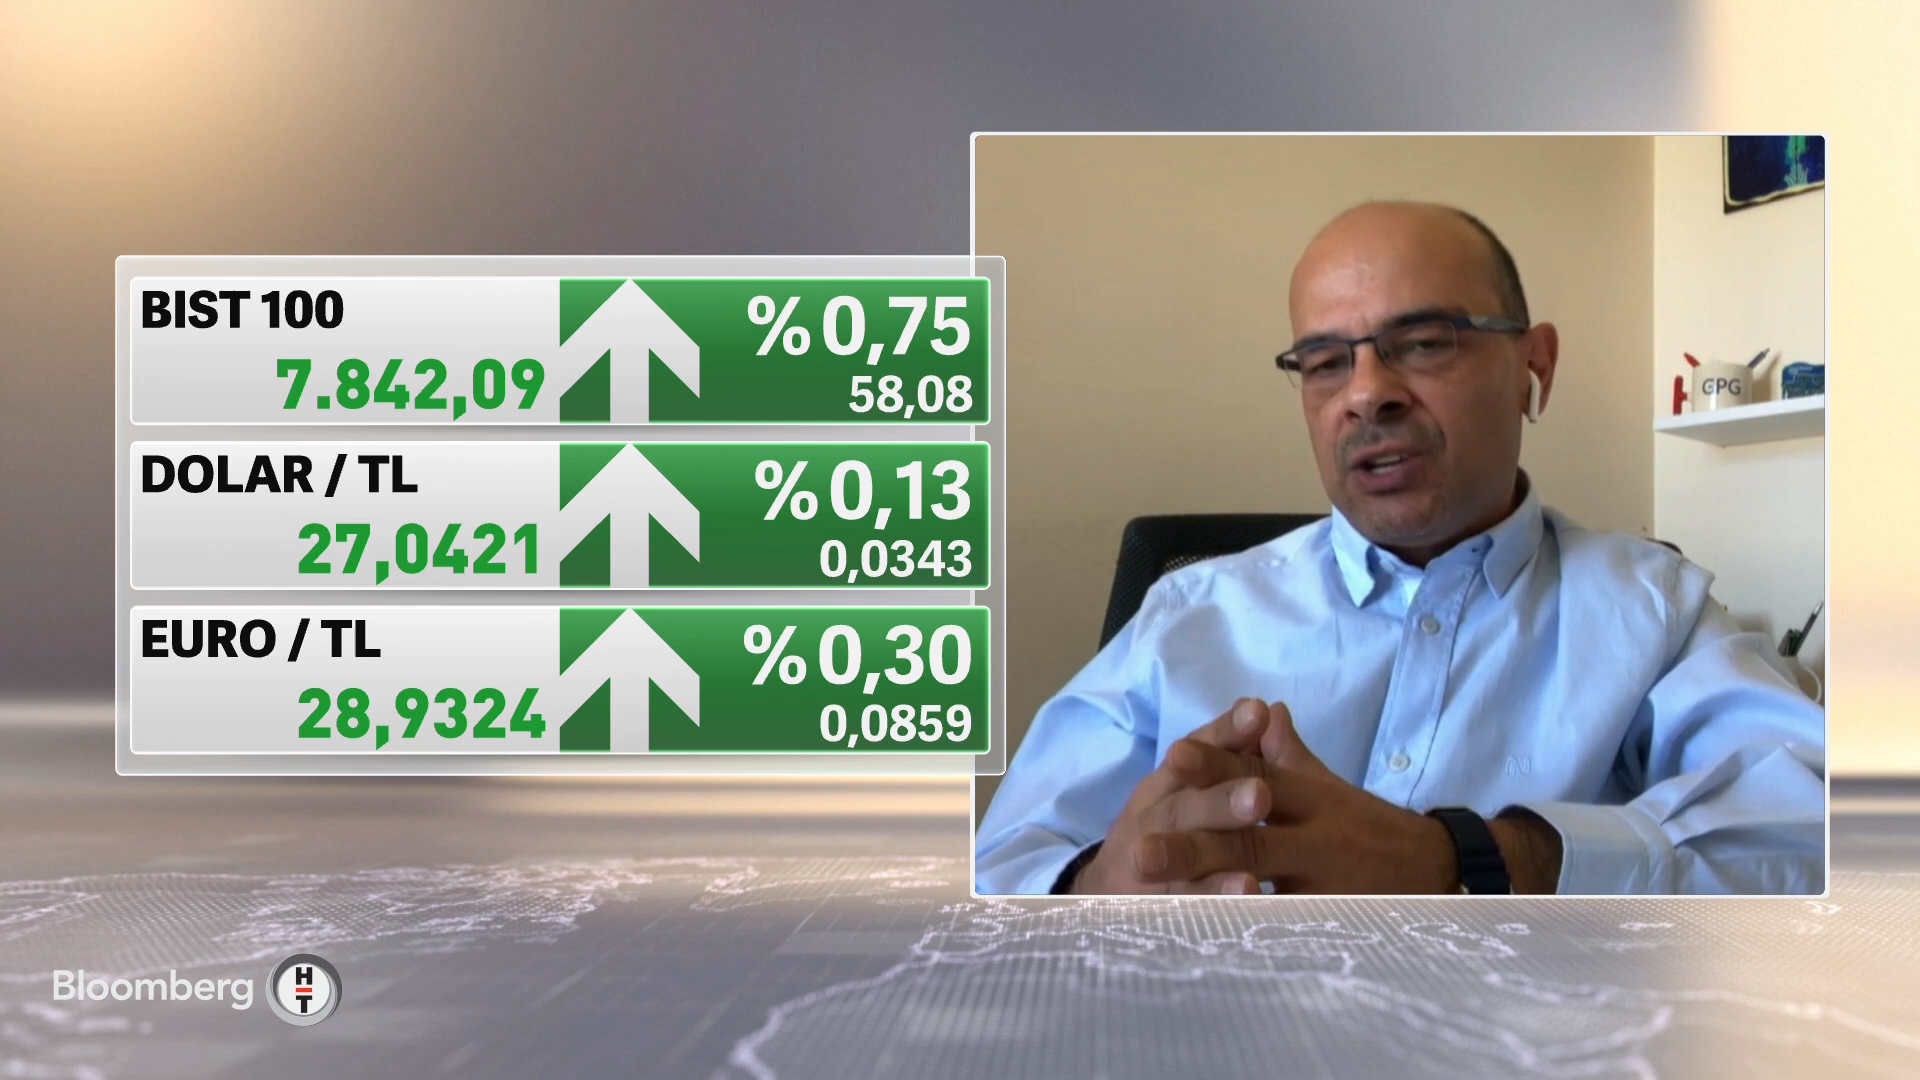 BIST 100
7.842,09
%0,75
58,08
DOLAR / TL
27,0421
%0,13
0,0343
EURO / TL
28,9324
%0,30
0,0859
GPG
Bloomberg HT